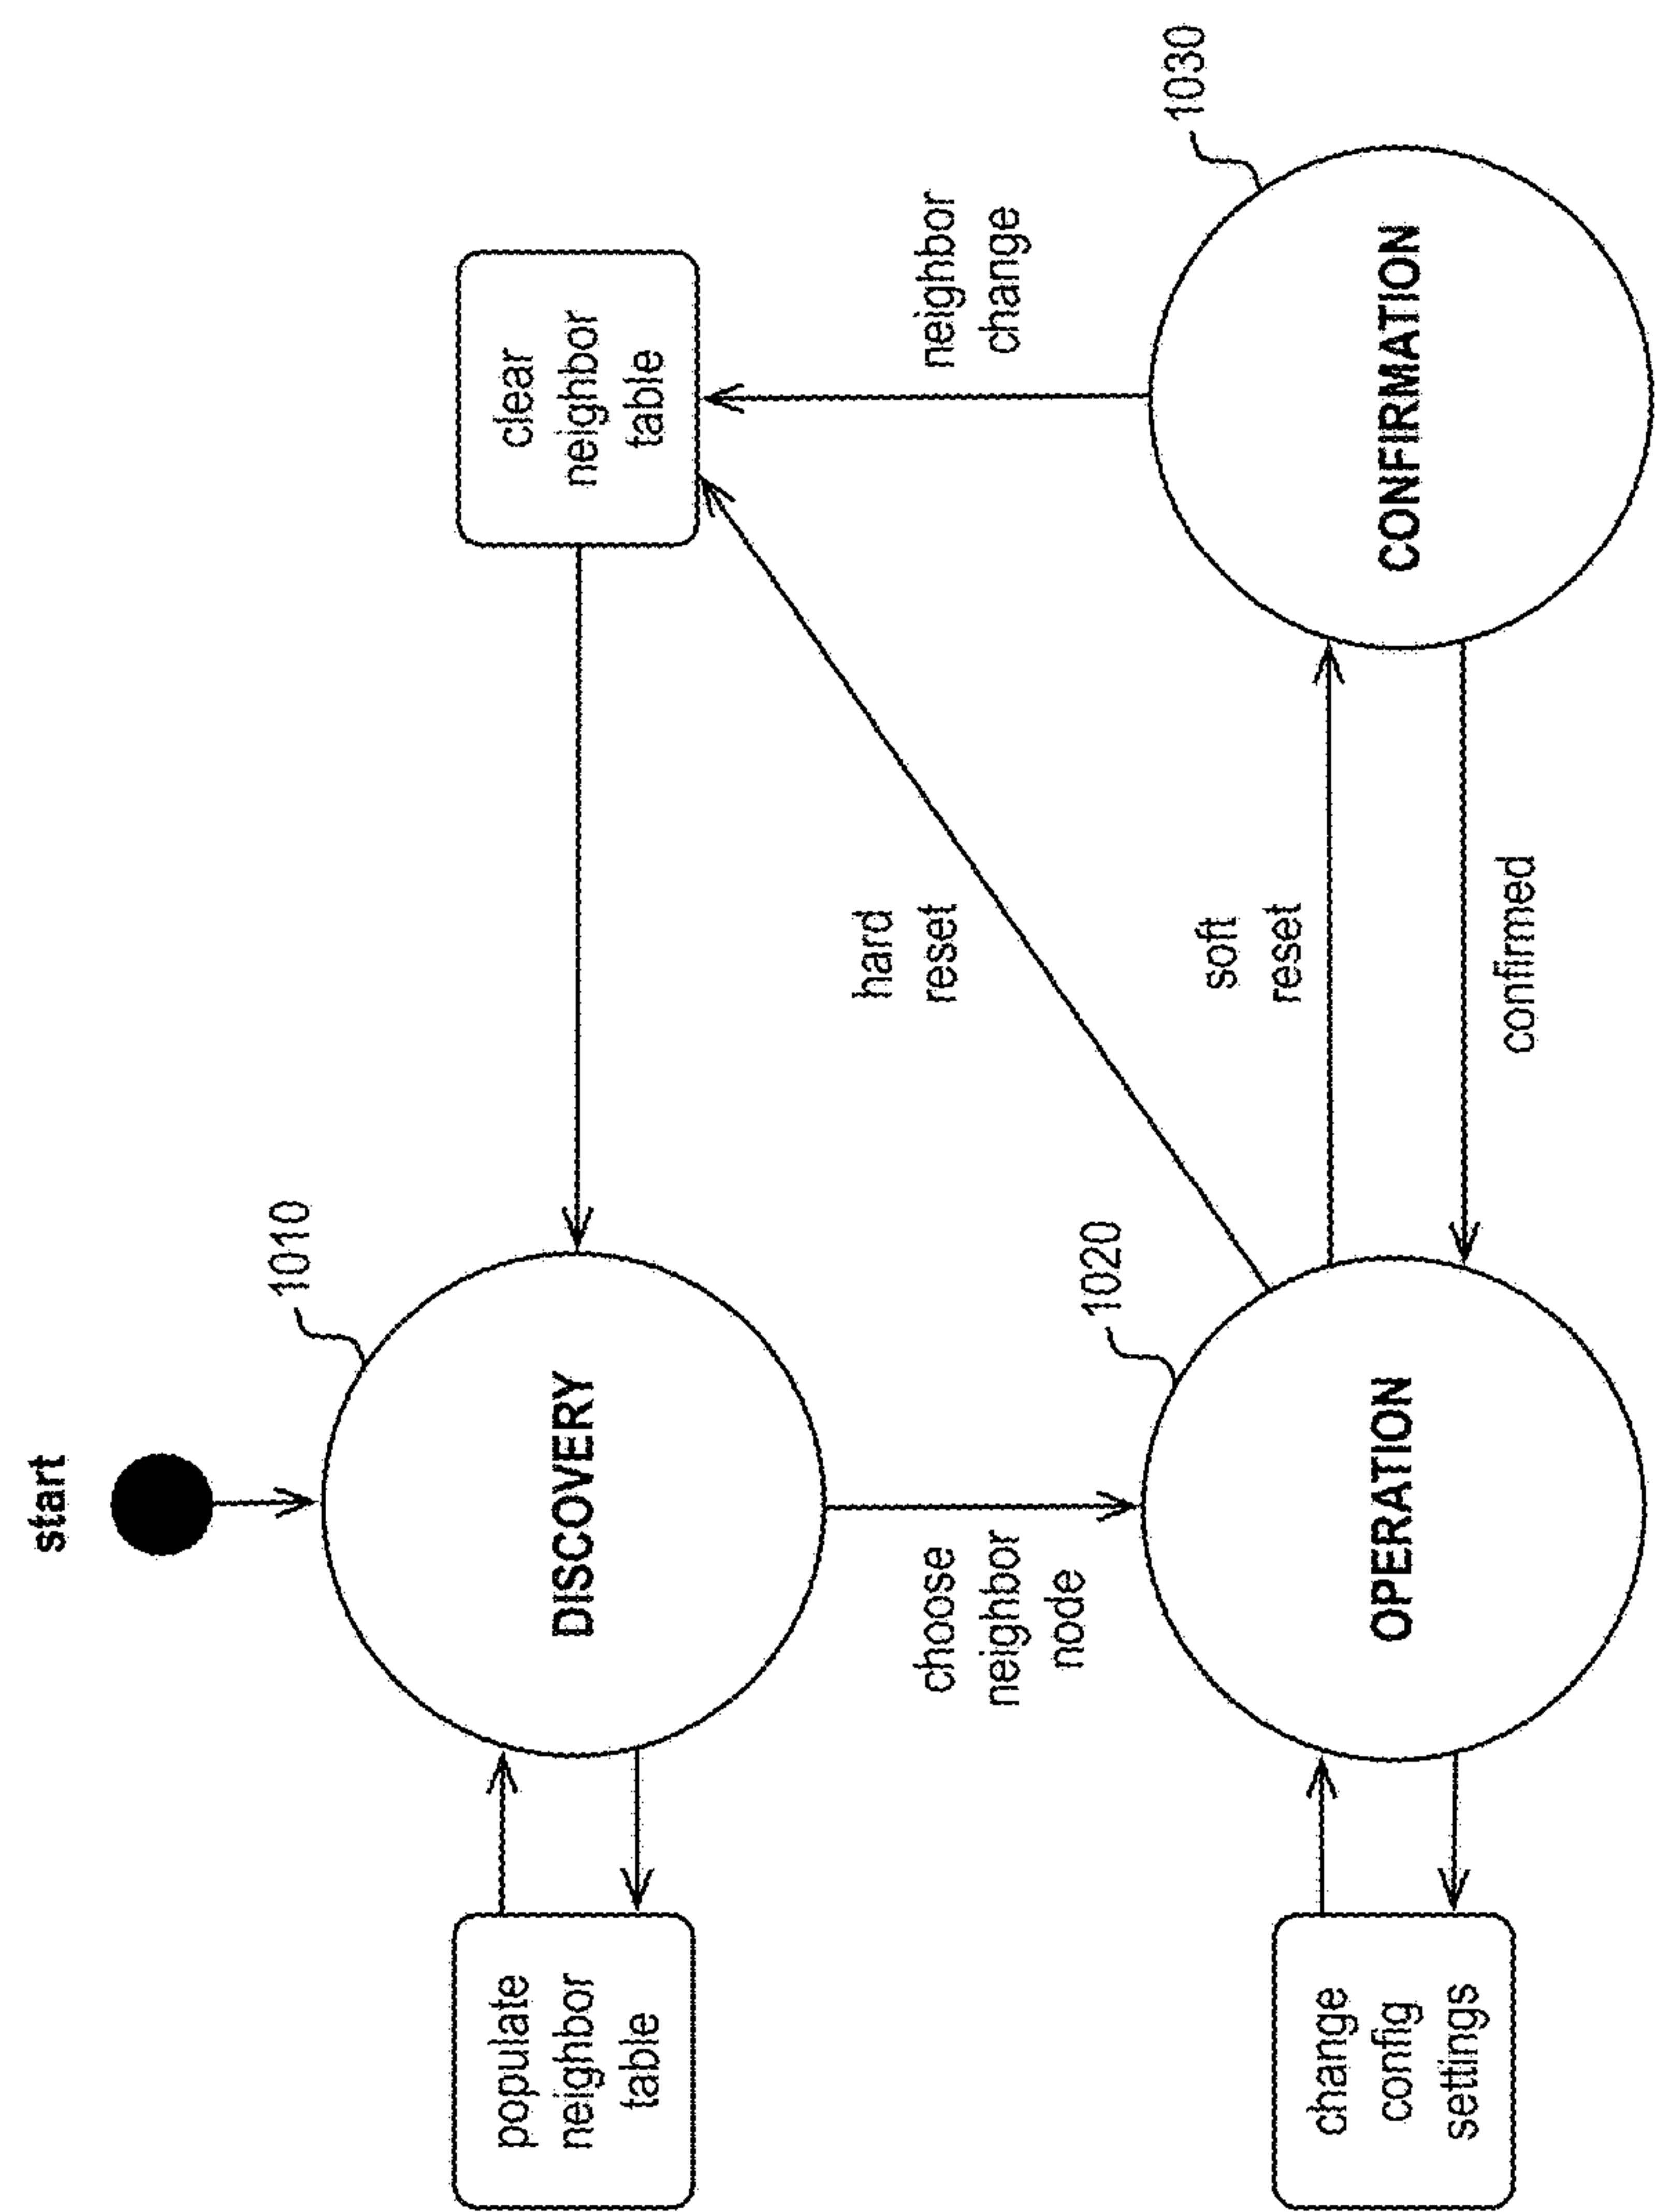 start
1010
populate
neighbor
table
DISCOVERY
clear
neighbor
table
choose
neighbor
node
hard
reset
neighbor
change
1020
1030
change
config
settings
OPERATION
soft
reset
confirmed
CONFIRMATION